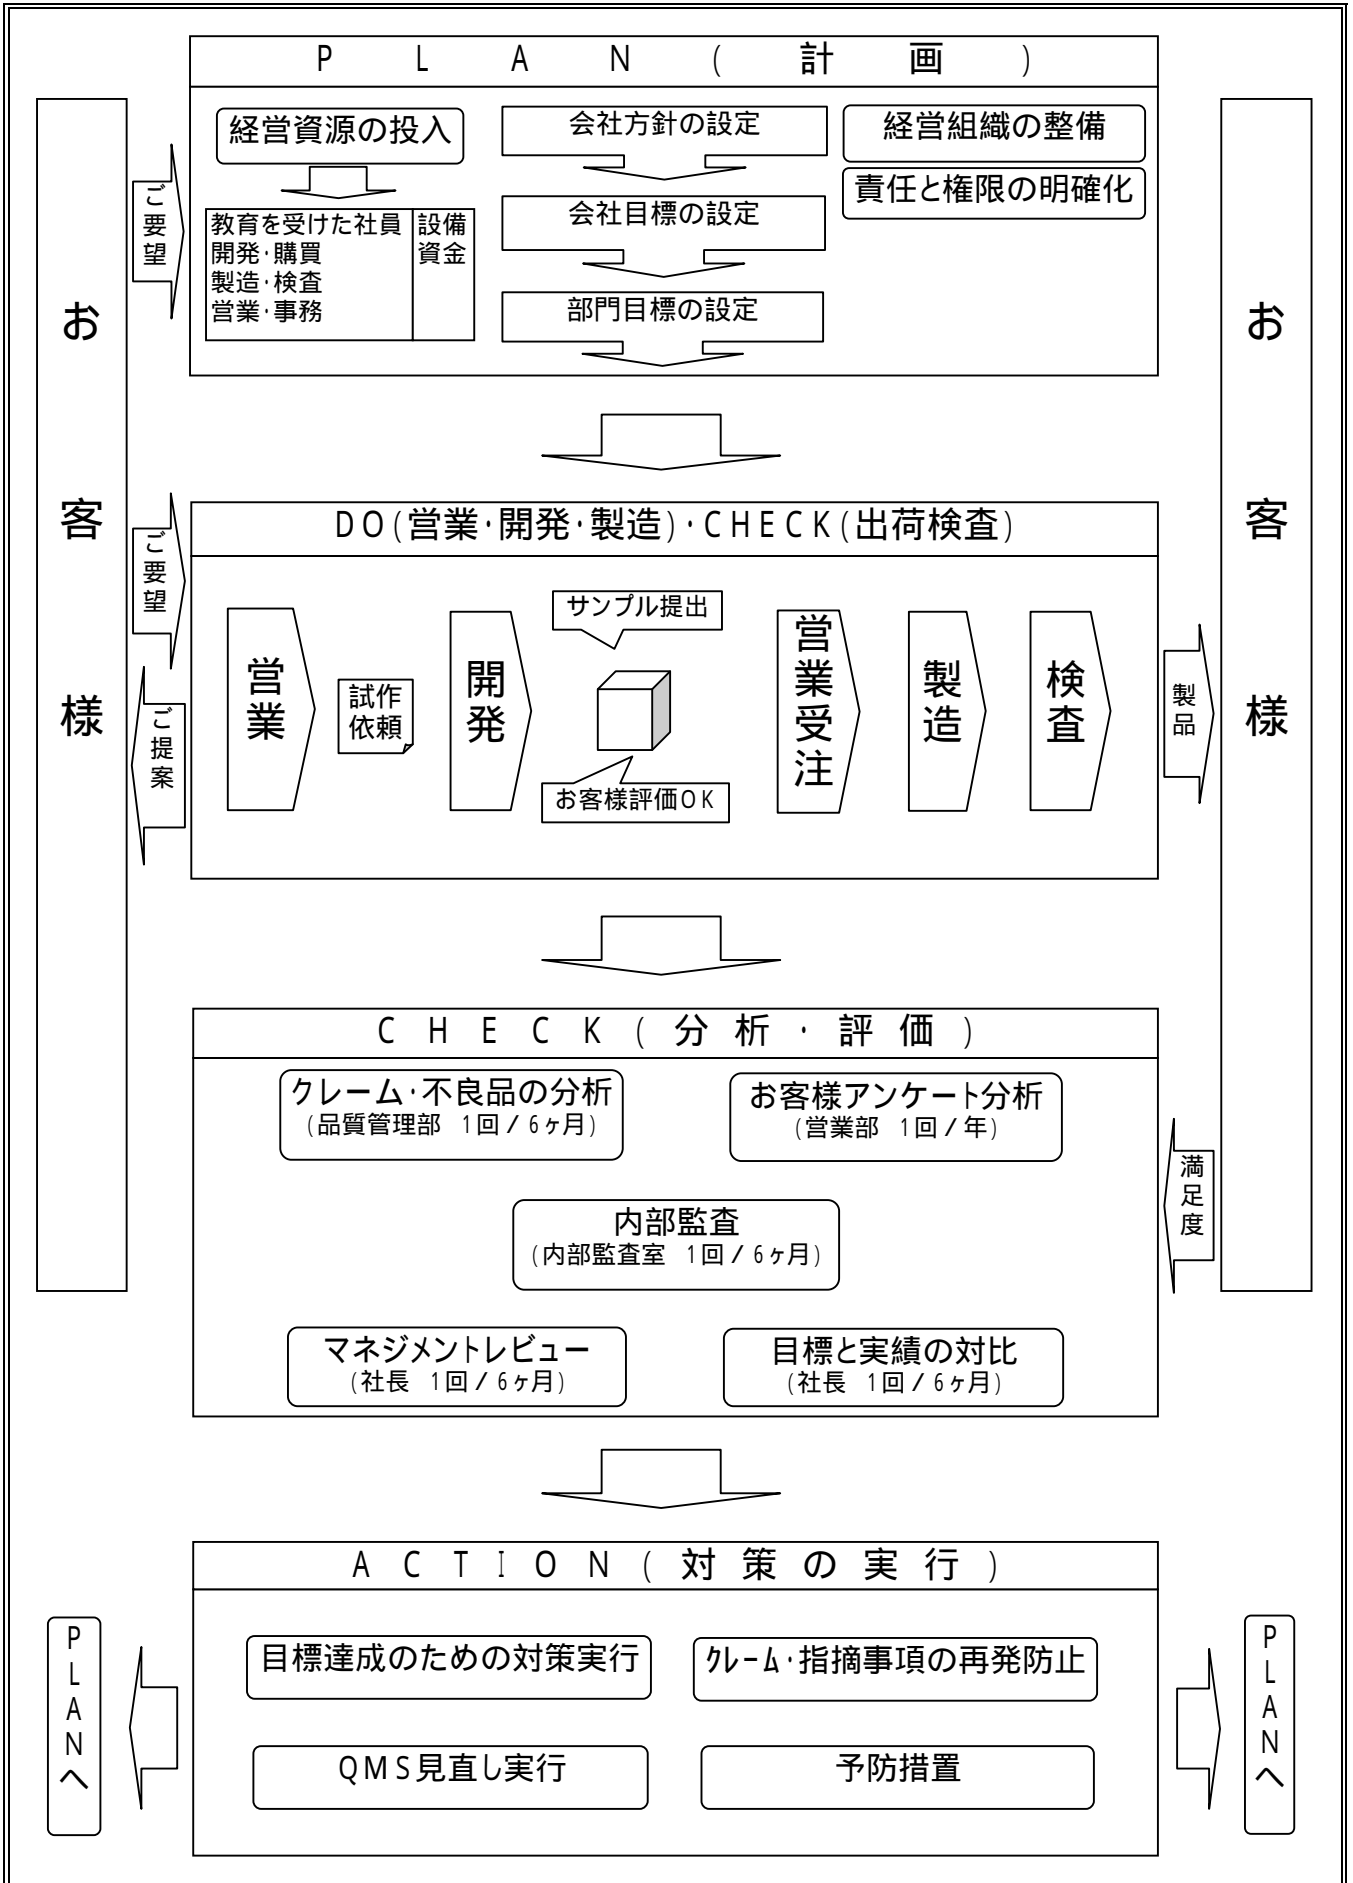 PLAN(計画)
お客様
ご要望
経営資源の投入
教育を受けた社員
開発・購買
製造・検査
営業・事務
設備
資金
会社方針の設定
会社目標の設定
部門目標の設定
経営組織の整備
責任と権限の明確化
お客様
DO(営業・開発・製造)・CHECK(出荷検査)
ご要望
ご提案
営業
試作
依頼
開発
サンプル提出
お客様評価OK
営業受注
製造
検査
製品
CHECK(分析・評価)
クレーム・不良品の分析
(品質管理部 1回/6ヶ月)
お客様アンケート分析
(営業部 1回/年)
内部監査
(内部監査室 1回/6ヶ月)
マネジメントレビュー
(社長 1回/6ヶ月)
目標と実績の対比
(社長 1回/6ヶ月)
満足度
ACTION(対策の実行)
PLANへ
目標達成のための対策実行
クレーム・指摘事項の再発防止
QMS見直し実行
予防措置
PLANへ